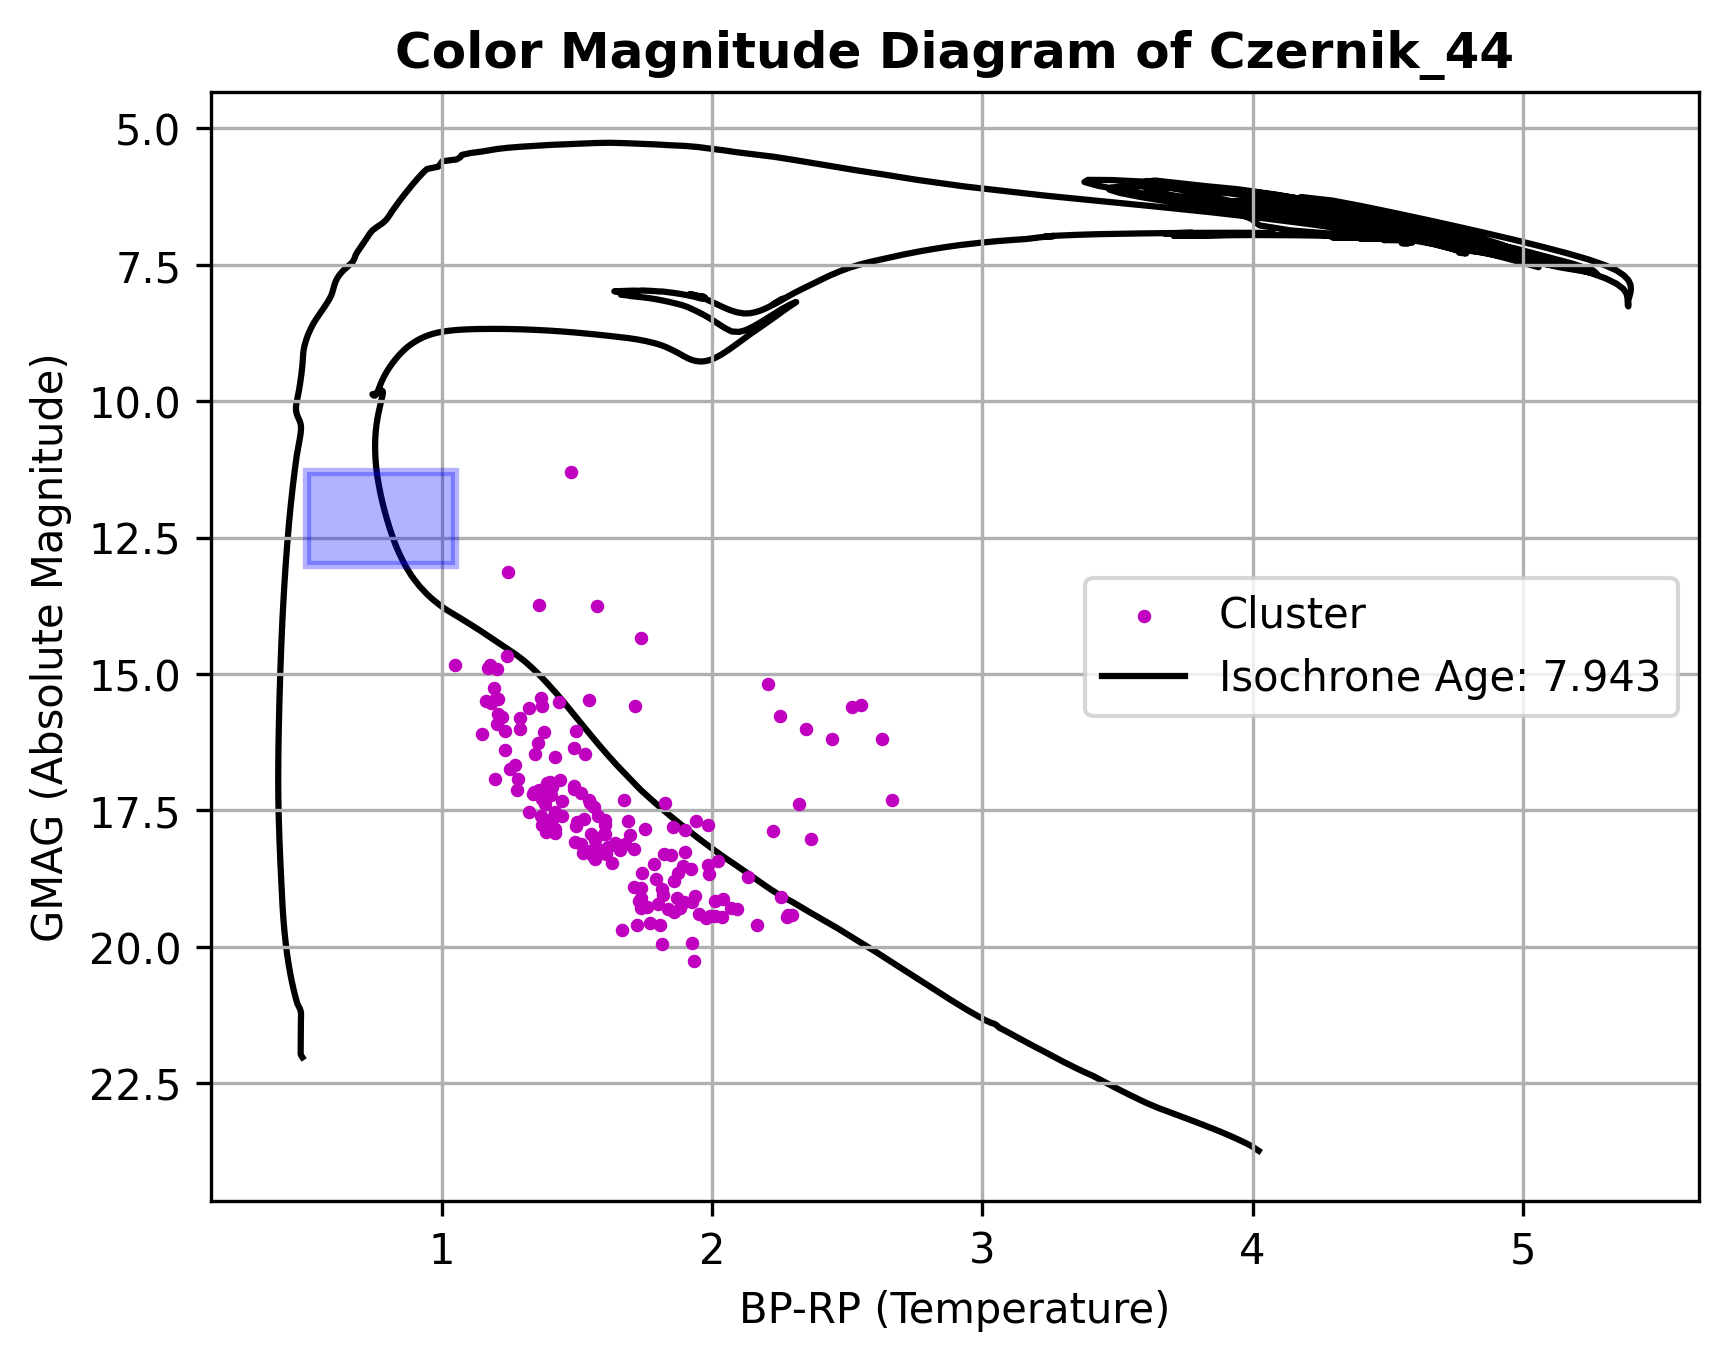 Color Magnitude Diagram of Czernik_44
GMAG (Absolute Magnitude)
5.0
7.5
10.0
12.5
15.0
17.5
20.0
22.5
Cluster
Isochrone Age: 7.943
1 2 3 4 5
BP-RP (Temperature)